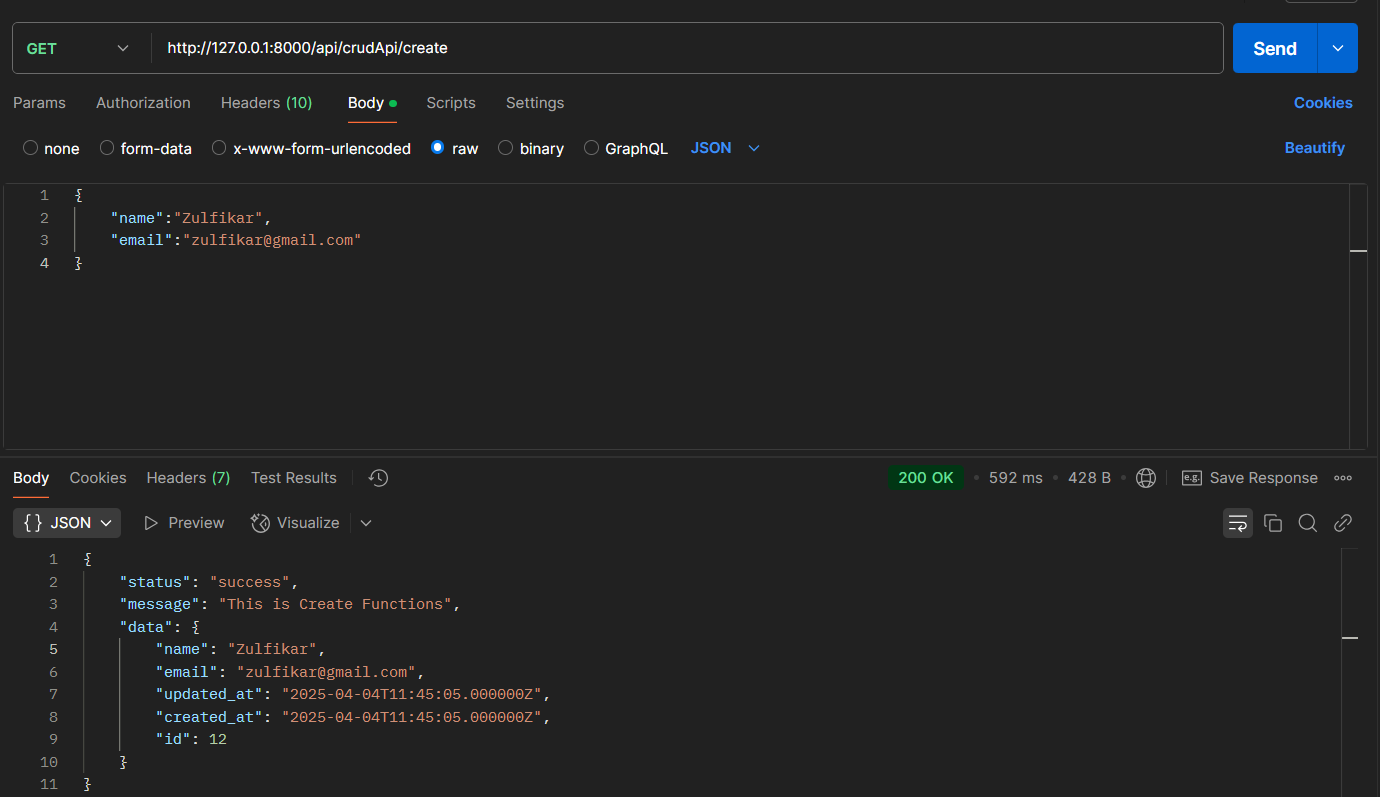 GET http://127.0.0.1:8000/api/crudApi/create Send
Params Authorization Headers (10) Body Scripts Settings Cookies
none form-data x-www-form-urlencoded raw binary GraphQL JSON Beautify
1 {
2 "name":"Zulfikar",
3 "email":"zulfikar@gmail.com"
4 }
Body Cookies Headers (7) Test Results 200 OK 592 ms 428 B e.g. Save Response
{} JSON Preview Visualize
1 {
2 "status": "success",
3 "message": "This is Create Functions",
4 "data": {
5 "name": "Zulfikar",
6 "email": "zulfikar@gmail.com",
7 "updated_at": "2025-04-04T11:45:05.000000Z",
8 "created_at": "2025-04-04T11:45:05.000000Z",
9 "id": 12
10 }
11 }